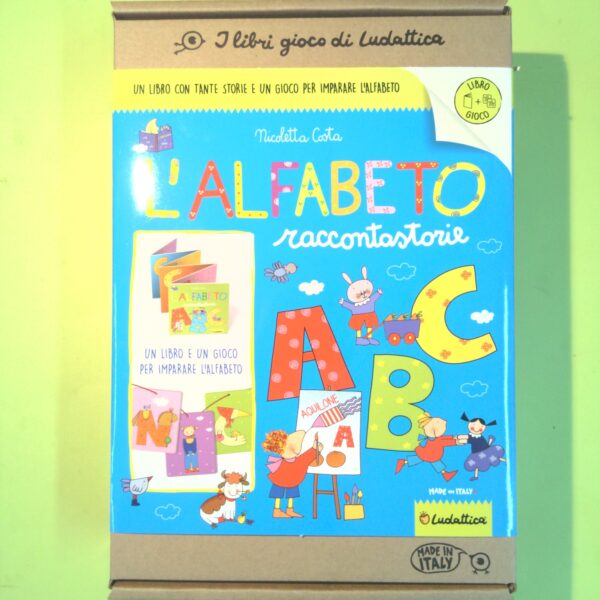 I libri gioco di Ludattica
UN LIBRO CON TANTE STORIE E UN GIOCO PER IMPARARE L'ALFABETO
LIBRO
+
GIOCO
Nicoletta Costa
L'ALFABETO
raccontastorie
L'ALFABETO
ABC
UN LIBRO E UN GIOCO
PER IMPARARE L'ALFABETO
N
A
B
C
AQUILONE
A
MADE IN ITALY
Ludattica
MADE IN
ITALY